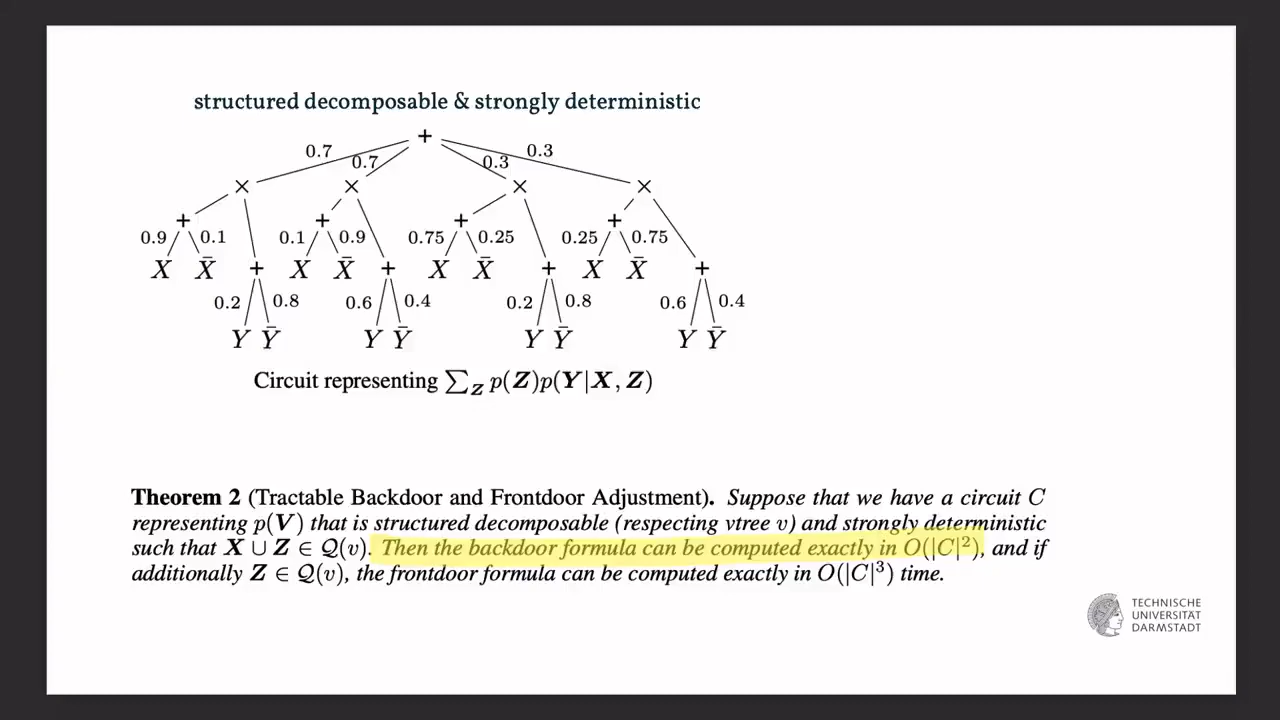 structured decomposable & strongly deterministic
+
0.7 0.7 0.3 0.3
× × × ×
+ + + +
0.9 0.1 0.1 0.9 0.75 0.25 0.25 0.75
X X̄ + X X̄ + X X̄ + X X̄ +
0.2 0.8 0.6 0.4 0.2 0.8 0.6 0.4
Y Ȳ Y Ȳ Y Ȳ Y Ȳ
Circuit representing ∑_Z p(Z)p(Y|X, Z)
Theorem 2 (Tractable Backdoor and Frontdoor Adjustment). Suppose that we have a circuit C
representing p(V) that is structured decomposable (respecting vtree v) and strongly deterministic
such that X ∪ Z ∈ Q(v). Then the backdoor formula can be computed exactly in O(|C|²), and if
additionally Z ∈ Q(v), the frontdoor formula can be computed exactly in O(|C|³) time.
TECHNISCHE
UNIVERSITÄT
DARMSTADT